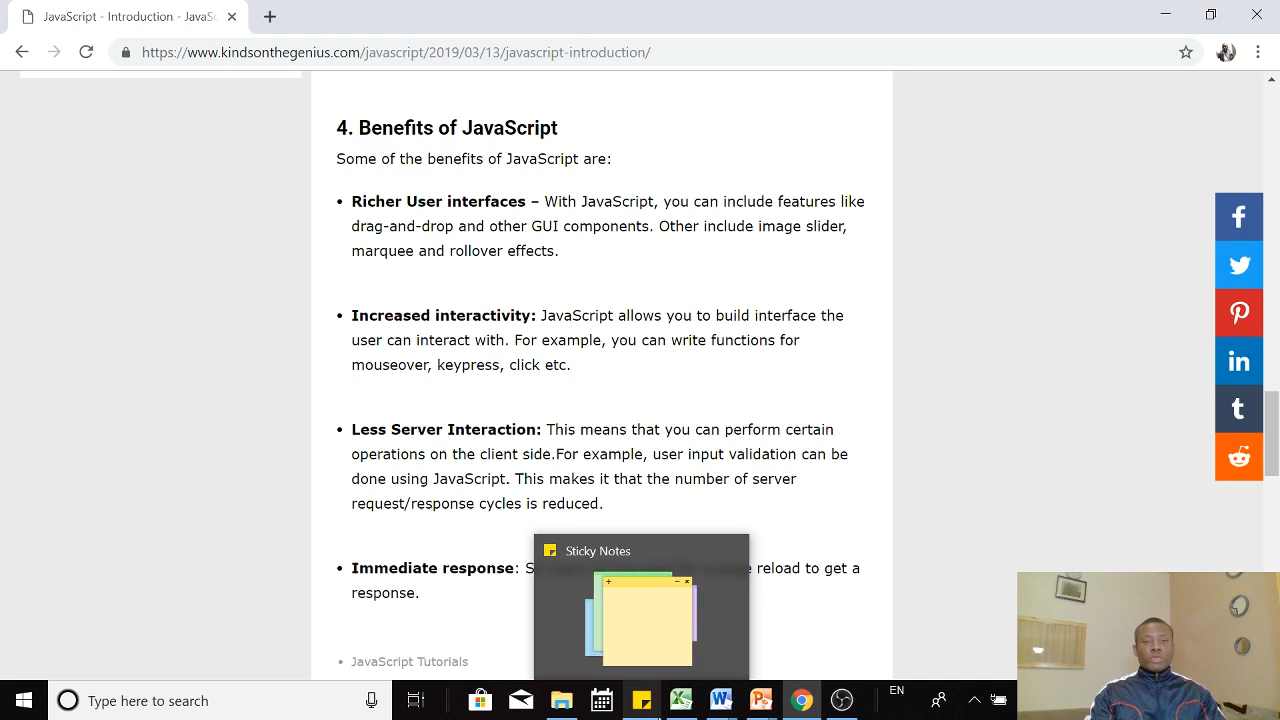 JavaScript - Introduction - JavaSc
https://www.kindsonthegenius.com/javascript/2019/03/13/javascript-introduction/
4. Benefits of JavaScript
Some of the benefits of JavaScript are:
• Richer User interfaces – With JavaScript, you can include features like
drag-and-drop and other GUI components. Other include image slider,
marquee and rollover effects.
• Increased interactivity: JavaScript allows you to build interface the
user can interact with. For example, you can write functions for
mouseover, keypress, click etc.
• Less Server Interaction: This means that you can perform certain
operations on the client side.For example, user input validation can be
done using JavaScript. This makes it that the number of server
request/response cycles is reduced.
Sticky Notes
• Immediate response: reload to get a
response.
• JavaScript Tutorials
Type here to search
EN